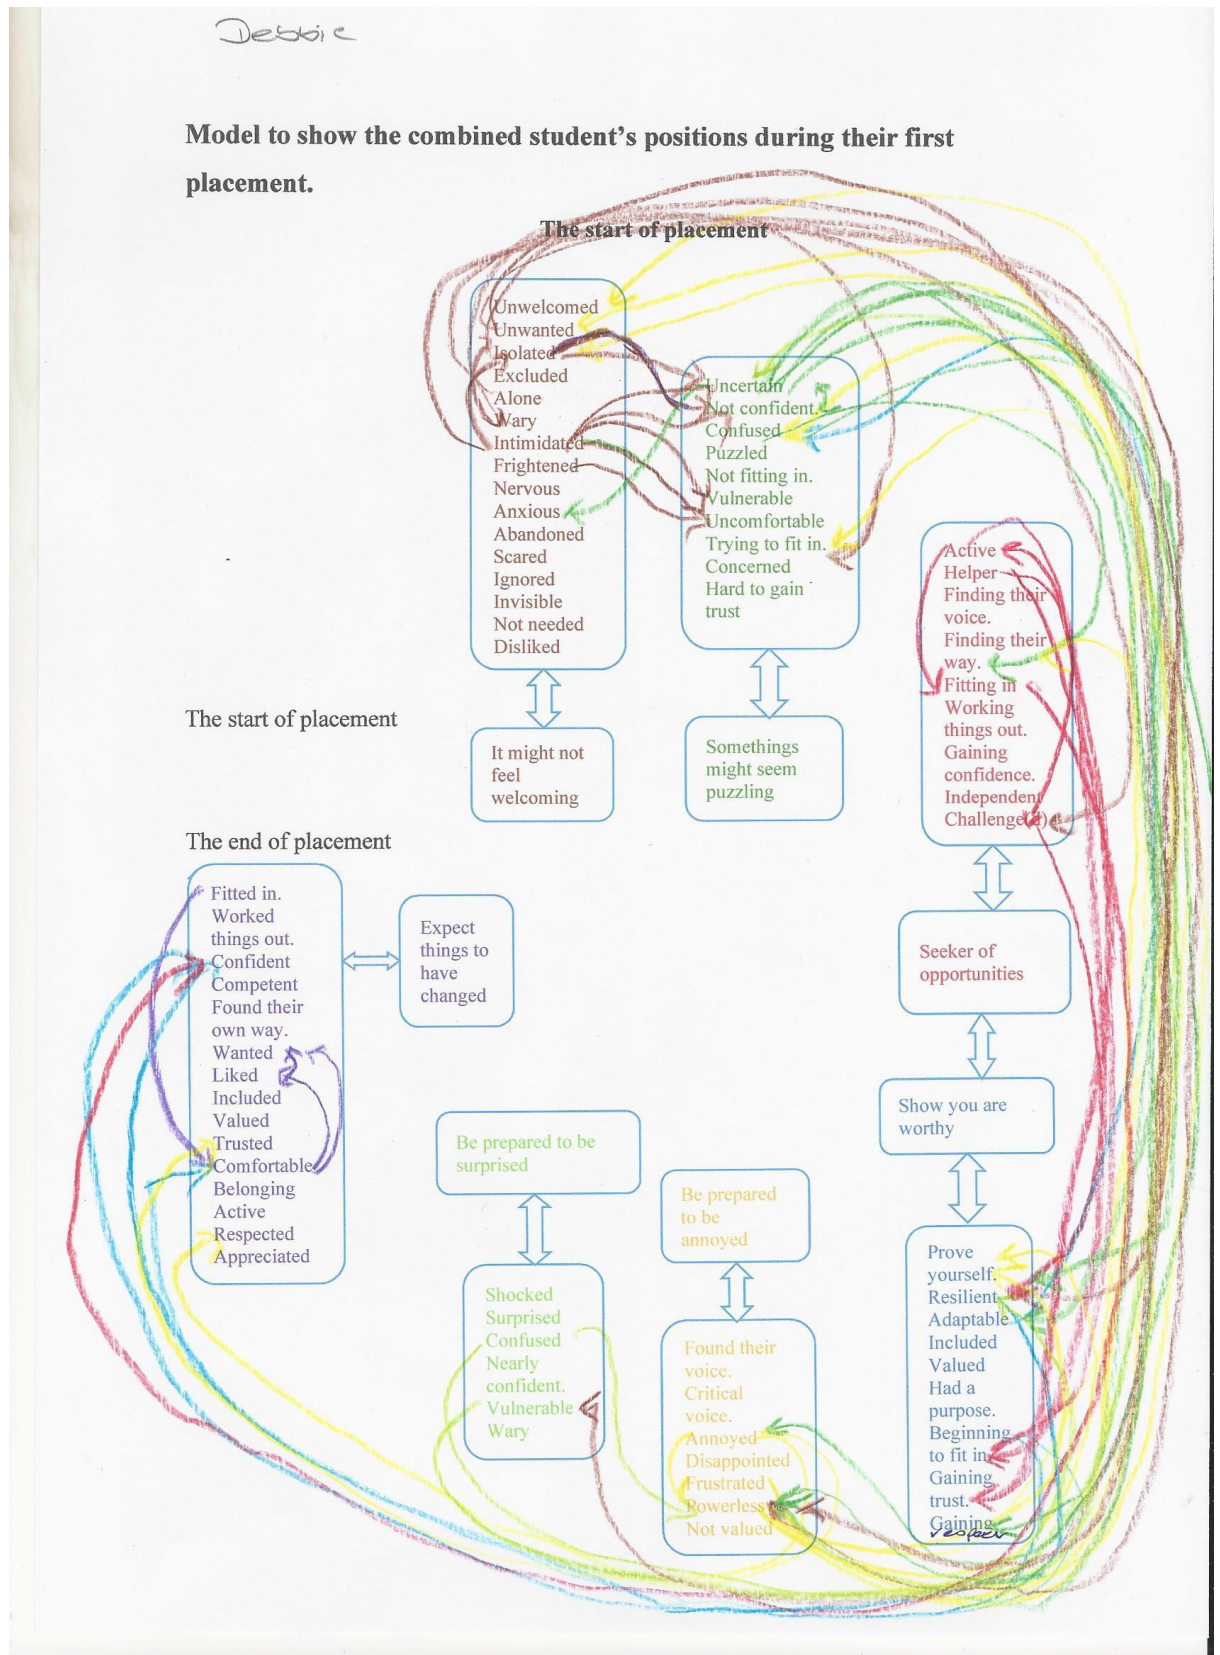 Debbie
Model to show the combined student's positions during their first
placement.
The start of placement
Unwelcomed
Unwanted
Isolated
Excluded
Alone
Wary
Intimidated
Frightened
Nervous
Anxious
Abandoned
Scared
Ignored
Invisible
Not needed
Disliked
Uncertain
Not confident.
Confused
Puzzled
Not fitting in.
Vulnerable
Uncomfortable
Trying to fit in.
Concerned
Hard to gain
trust
Active
Helper
Finding their
voice.
Finding their
way.
Fitting in
Working
things out.
Gaining
confidence.
Independent
Challenge(d)
The start of placement
It might not
feel
welcoming
Somethings
might seem
puzzling
The end of placement
Fitted in.
Worked
things out.
Confident
Competent
Found their
own way.
Wanted
Liked
Included
Valued
Trusted
Comfortable
Belonging
Active
Respected
Appreciated
Expect
things to
have
changed
Seeker of
opportunities
Show you are
worthy
Be prepared to be
surprised
Be prepared
to be
annoyed
Shocked
Surprised
Confused
Nearly
confident.
Vulnerable
Wary
Found their
voice.
Critical
voice.
Annoyed
Disappointed
Frustrated
Powerless
Not valued
Prove
yourself.
Resilient
Adaptable
Included
Valued
Had a
purpose.
Beginning
to fit in.
Gaining
trust.
Gaining
respect